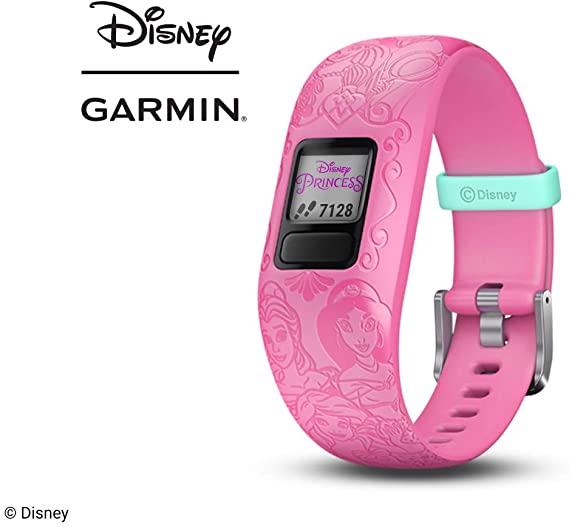 Disney
GARMIN®
Disney
PRINCESS
7128
© Disney
© Disney